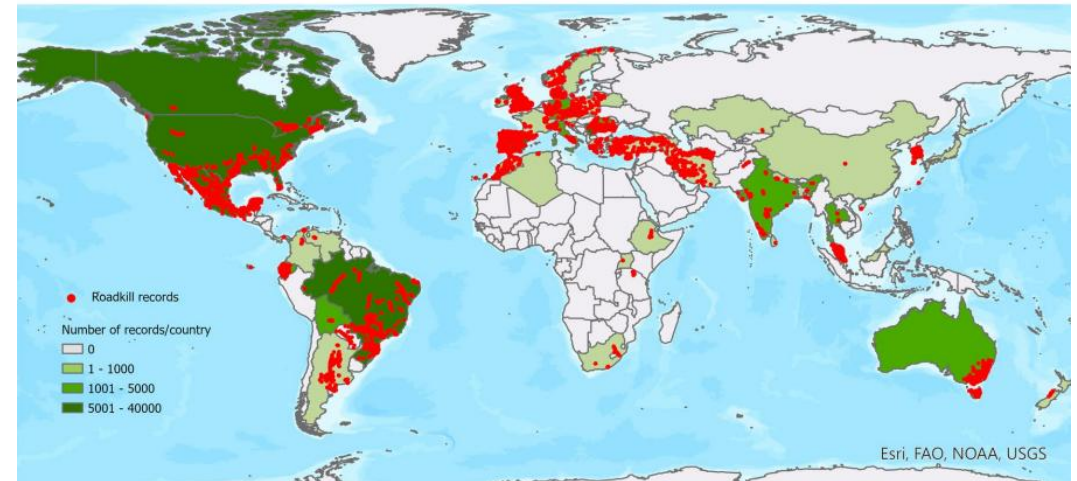 Roadkill records
Number of records/country
0
1 - 1000
1001 - 5000
5001 - 40000
Esri, FAO, NOAA, USGS